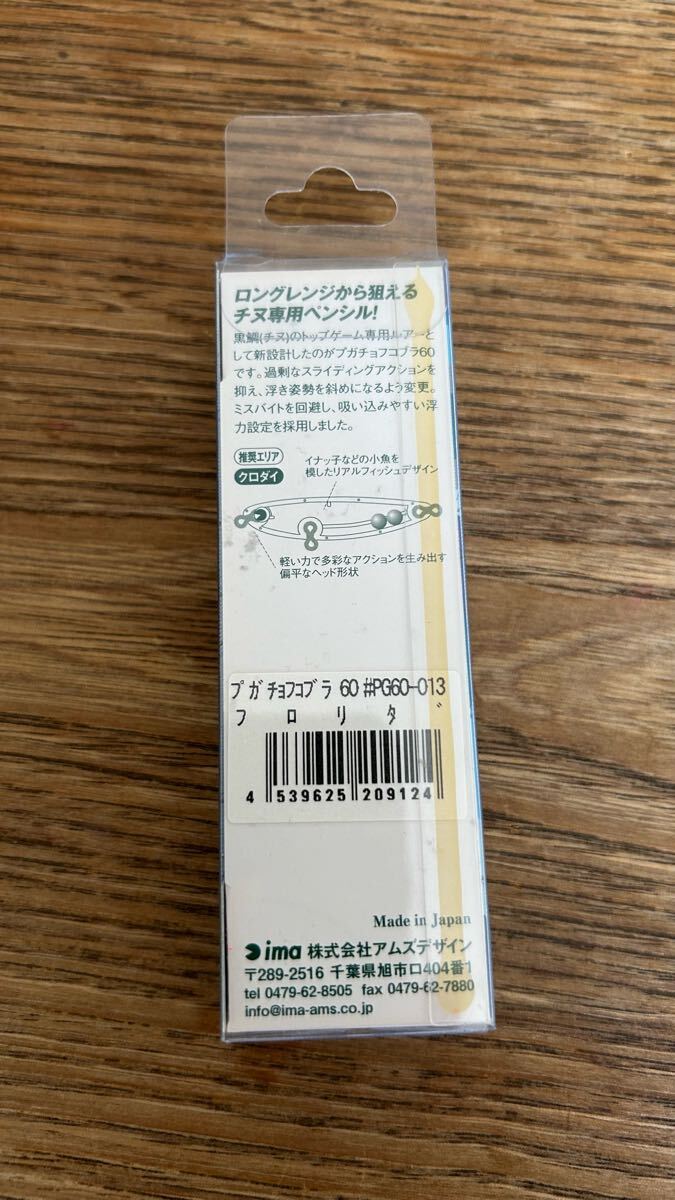 ロングレンジから狙える
チヌ専用ペンシル!
黒鯛(チヌ)のトップゲーム専用ルアーと
して新設計したのがプガチョフコブラ60
です。過剰なスライディングアクションを
抑え、浮き姿勢を斜めになるよう変更。
ミスバイトを回避し、吸い込みやすい浮
力設定を採用しました。
推奨エリア
クロダイ
イナッ子などの小魚を
模したリアルフィッシュデザイン
軽い力で多彩なアクションを生み出す
偏平なヘッド形状
プガチョフコブラ 60 #PG60-013
フロリダ
4 539625 209124
Made in Japan
ima 株式会社アムズデザイン
〒289-2516 千葉県旭市ロ404番1
tel 0479-62-8505 fax 0479-62-7880
info@ima-ams.co.jp